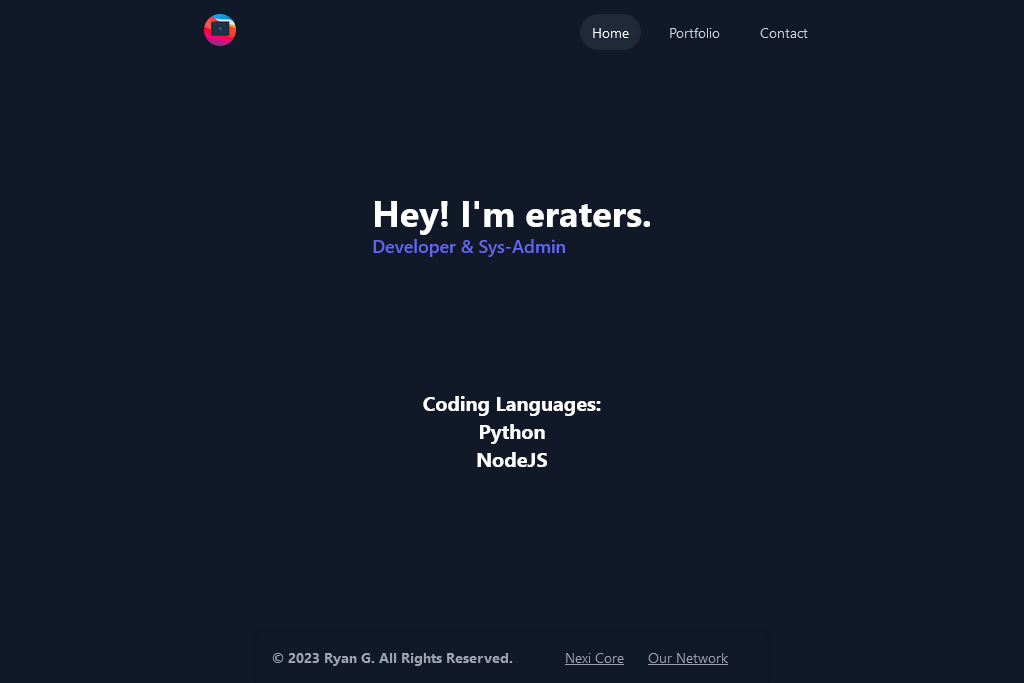 Home Portfolio Contact
Hey! I'm eraters.
Developer & Sys-Admin
Coding Languages:
Python
NodeJS
© 2023 Ryan G. All Rights Reserved. Nexi Core Our Network